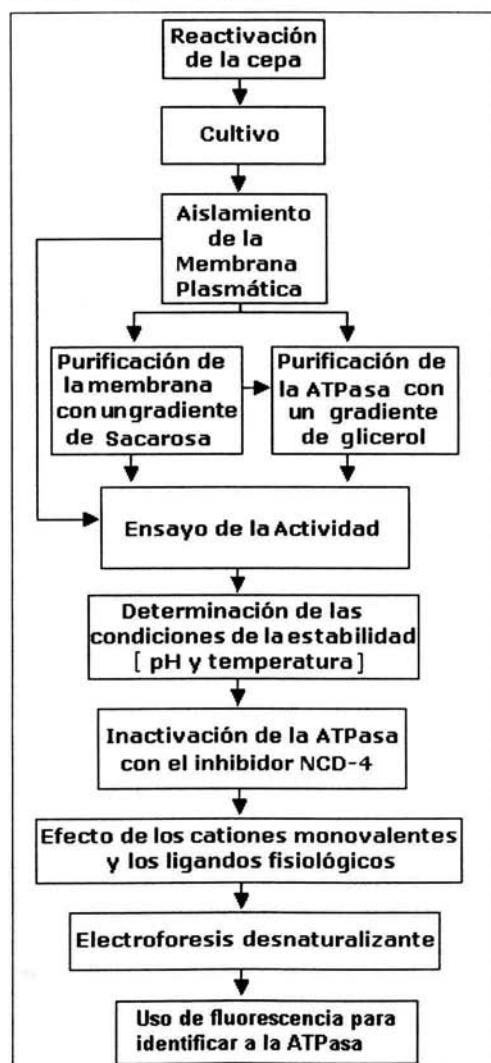 Reactivación
de la cepa
Cultivo
Aislamiento
de la
Membrana
Plasmática
Purificación de
la membrana
con un gradiente
de Sacarosa
Purificación de
la ATPasa con
un gradiente
de glicerol
Ensayo de la Actividad
Determinación de las
condiciones de la estabilidad
[ pH y temperatura ]
Inactivación de la ATPasa
con el inhibidor NCD-4
Efecto de los cationes monovalentes
y los ligandos fisiológicos
Electroforesis desnaturalizante
Uso de fluorescencia para
identificar a la ATPasa